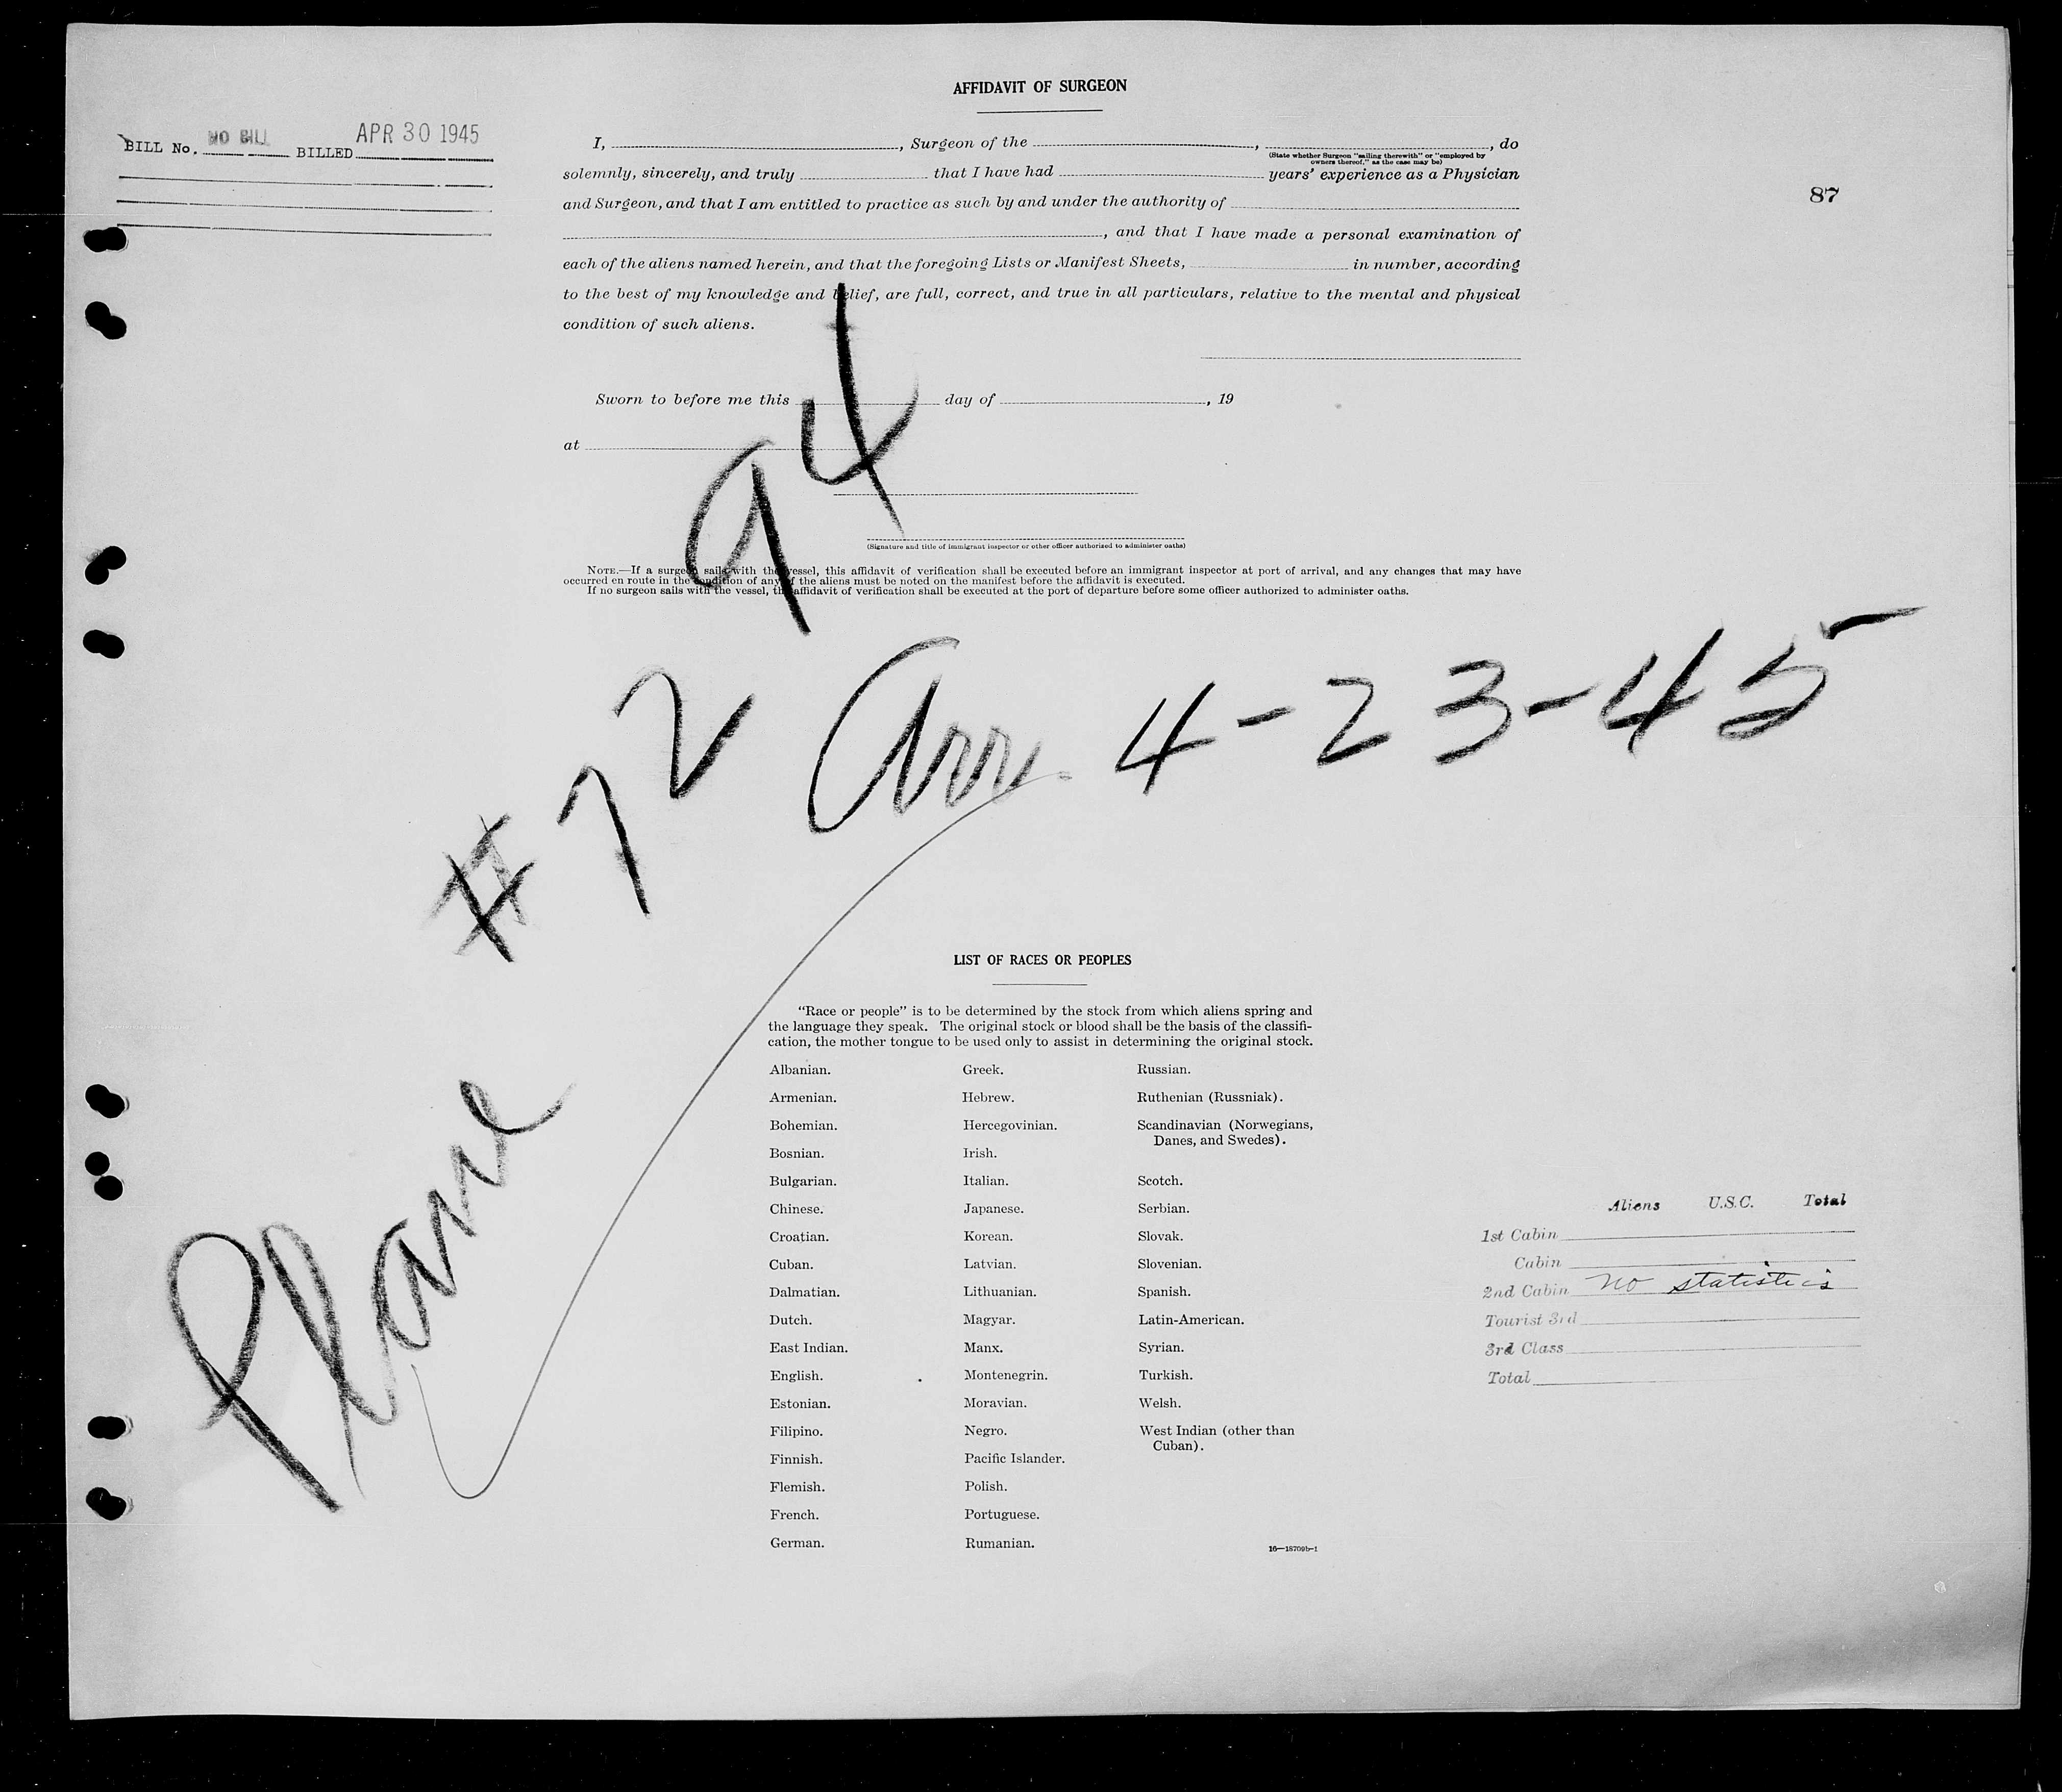 AFFIDAVIT OF SURGEON
BILL No. NO BILL BILLED APR 30 1945
87
I, , Surgeon of the , , do
(State whether Surgeon "sailing therewith" or "employed by
owners thereof," as the case may be)
solemnly, sincerely, and truly that I have had years' experience as a Physician
and Surgeon, and that I am entitled to practice as such by and under the authority of
, and that I have made a personal examination of
each of the aliens named herein, and that the foregoing Lists or Manifest Sheets, in number, according
to the best of my knowledge and belief, are full, correct, and true in all particulars, relative to the mental and physical
condition of such aliens.
Sworn to before me this day of , 19
at
94
(Signature and title of immigrant inspector or other officer authorized to administer oaths)
NOTE.—If a surgeon sails with the vessel, this affidavit of verification shall be executed before an immigrant inspector at port of arrival, and any changes that may have
occurred en route in the condition of any of the aliens must be noted on the manifest before the affidavit is executed.
If no surgeon sails with the vessel, the affidavit of verification shall be executed at the port of departure before some officer authorized to administer oaths.
Plane #72 Arr. 4-23-45
LIST OF RACES OR PEOPLES
"Race or people" is to be determined by the stock from which aliens spring and
the language they speak. The original stock or blood shall be the basis of the classifi-
cation, the mother tongue to be used only to assist in determining the original stock.
Albanian.
Armenian.
Bohemian.
Bosnian.
Bulgarian.
Chinese.
Croatian.
Cuban.
Dalmatian.
Dutch.
East Indian.
English.
Estonian.
Filipino.
Finnish.
Flemish.
French.
German.
Greek.
Hebrew.
Hercegovinian.
Irish.
Italian.
Japanese.
Korean.
Latvian.
Lithuanian.
Magyar.
Manx.
Montenegrin.
Moravian.
Negro.
Pacific Islander.
Polish.
Portuguese.
Rumanian.
Russian.
Ruthenian (Russniak).
Scandinavian (Norwegians,
Danes, and Swedes).
Scotch.
Serbian.
Slovak.
Slovenian.
Spanish.
Latin-American.
Syrian.
Turkish.
Welsh.
West Indian (other than
Cuban).
16—18709b-1
Aliens U.S.C. Total
1st Cabin
Cabin
2nd Cabin no statistics
Tourist 3rd
3rd Class
Total